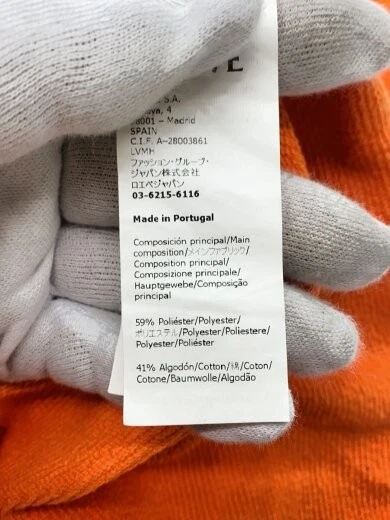 S.A.
4
28001 – Madrid
SPAIN
C.I.F. A-28003861
LVMH
ファッション・グループ・
ジャパン株式会社
ロエベジャパン
03-6215-6116
Made in Portugal
Composición principal/Main
composition/メインファブリック/
Composition principal/
Composizione principale/
Hauptgewebe/Composição
principal
59% Poliéster/Polyester/
ポリエステル/Polyester/Poliestere/
Polyester/Poliéster
41% Algodón/Cotton/綿/Coton/
Cotone/Baumwolle/Algodão